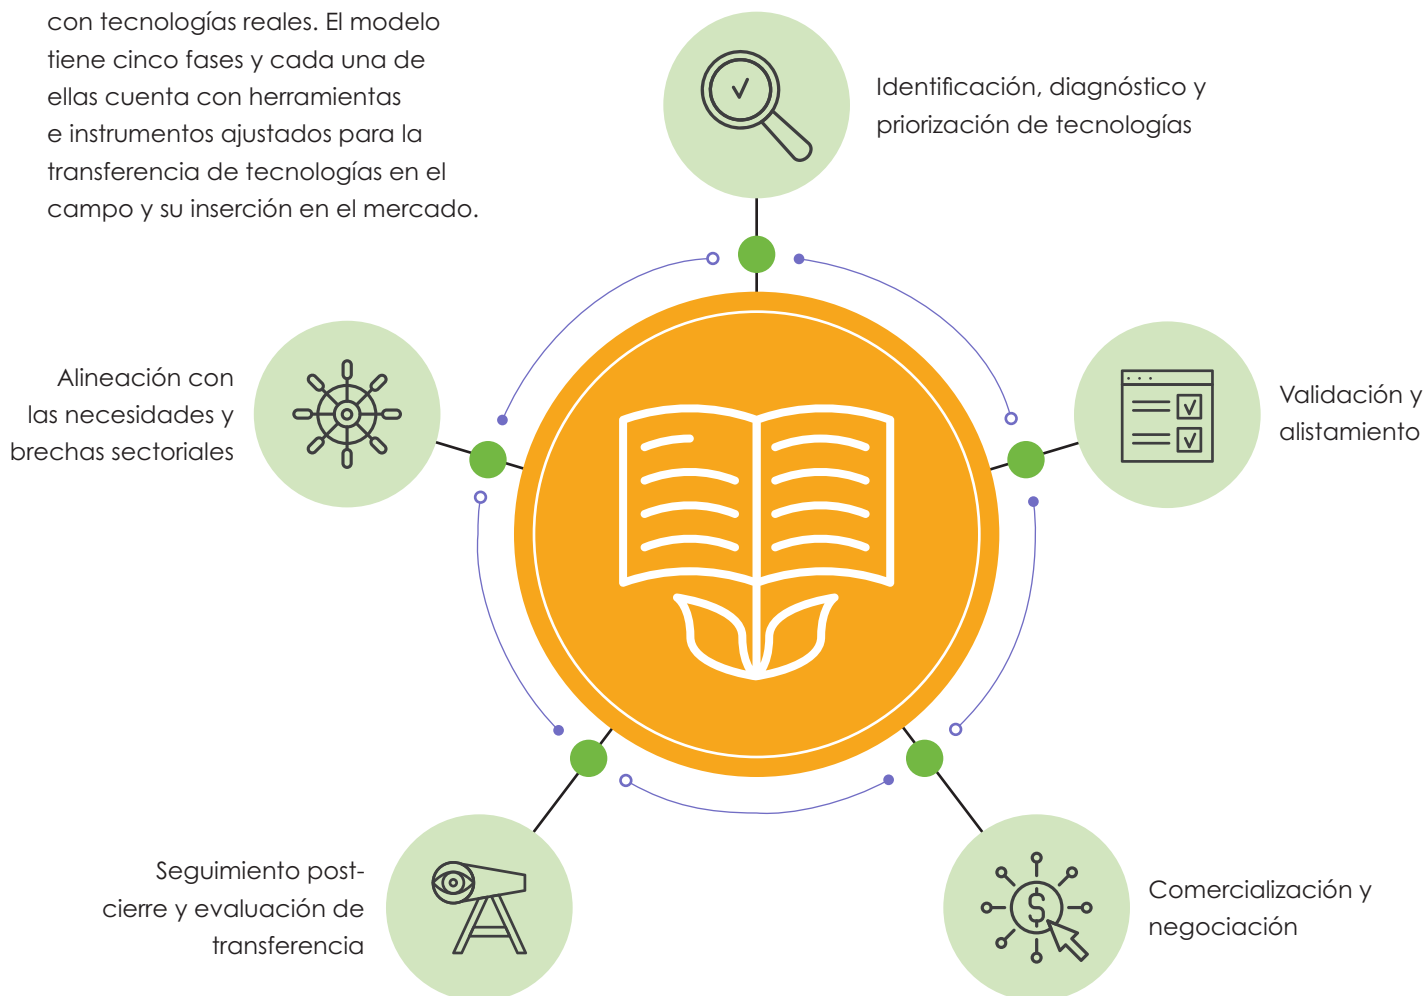 con tecnologías reales. El modelo
tiene cinco fases y cada una de
ellas cuenta con herramientas
e instrumentos ajustados para la
transferencia de tecnologías en el
campo y su inserción en el mercado.
Identificación, diagnóstico y
priorización de tecnologías
Alineación con
las necesidades y
brechas sectoriales
Validación y
alistamiento
Seguimiento post-
cierre y evaluación de
transferencia
Comercialización y
negociación